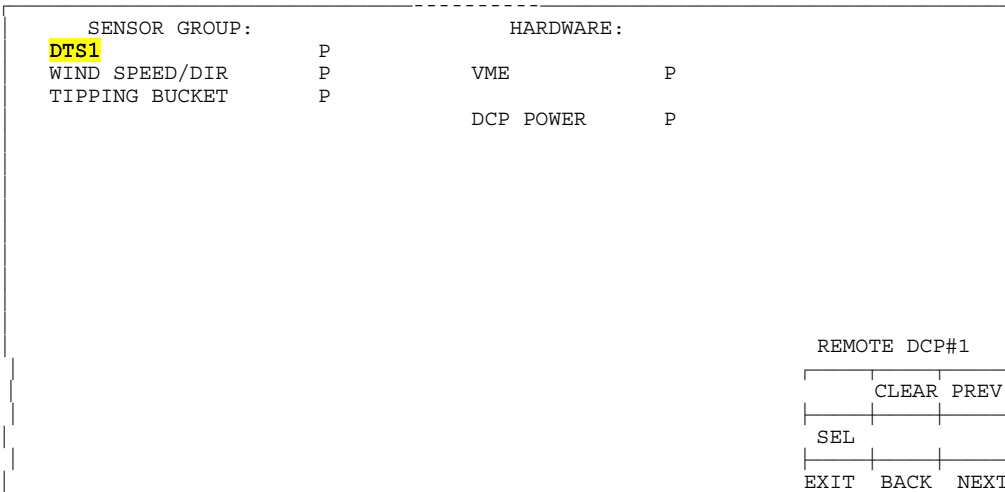 SENSOR GROUP: HARDWARE:
DTS1 P
WIND SPEED/DIR P VME P
TIPPING BUCKET P
DCP POWER P
REMOTE DCP#1
CLEAR PREV
SEL
EXIT BACK NEXT